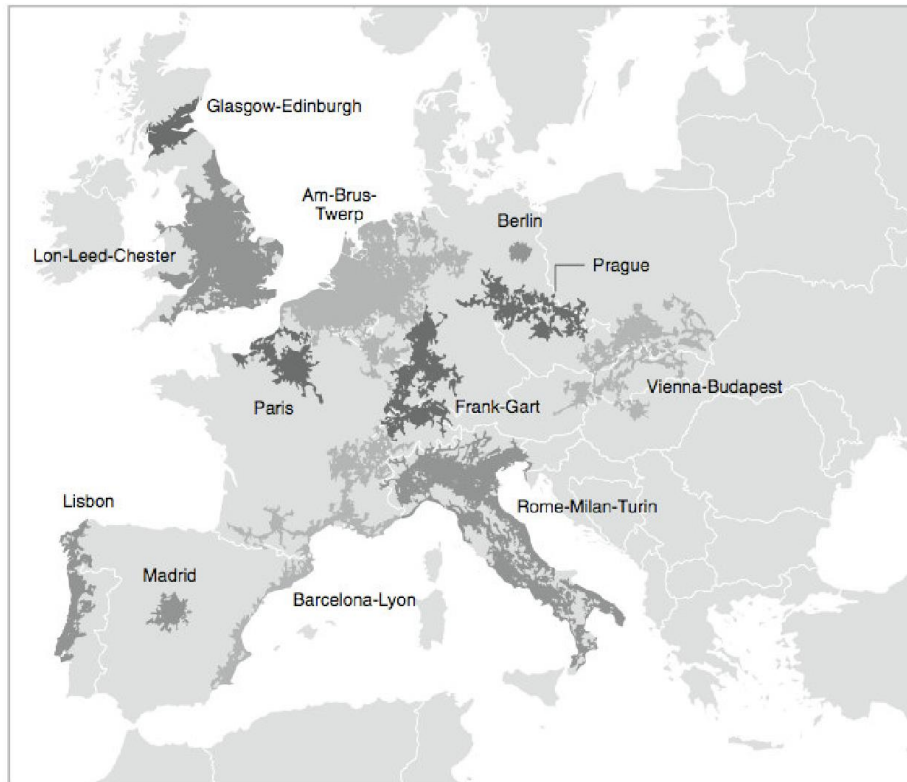 Glasgow-Edinburgh
Am-Brus-
Twerp
Berlin
Lon-Leed-Chester
Prague
Vienna-Budapest
Paris
Frank-Gart
Lisbon
Rome-Milan-Turin
Madrid
Barcelona-Lyon